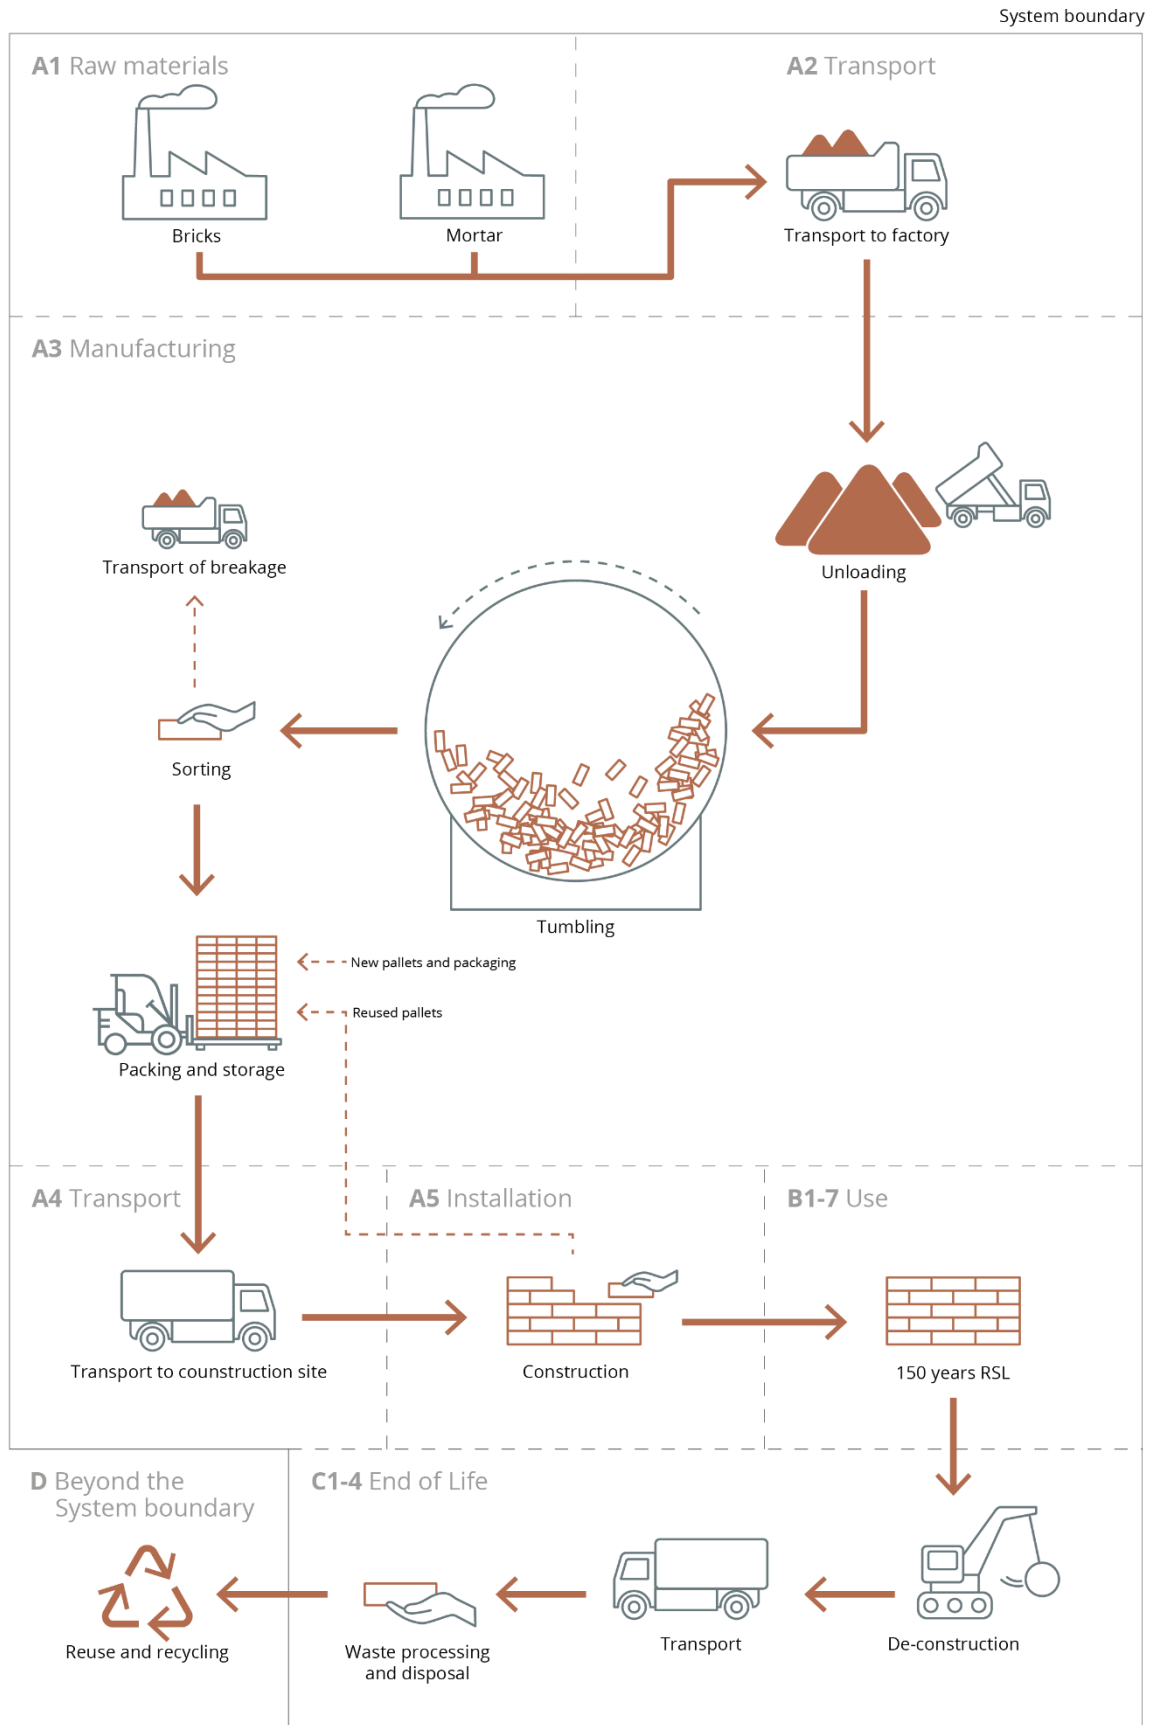 System boundary
A1 Raw materials
A2 Transport
Bricks
Mortar
Transport to factory
A3 Manufacturing
Transport of breakage
Unloading
Sorting
Tumbling
New pallets and packaging
Reused pallets
Packing and storage
A4 Transport
A5 Installation
B1-7 Use
Transport to counstruction site
Construction
150 years RSL
D Beyond the
System boundary
C1-4 End of Life
Reuse and recycling
Waste processing
and disposal
Transport
De-construction